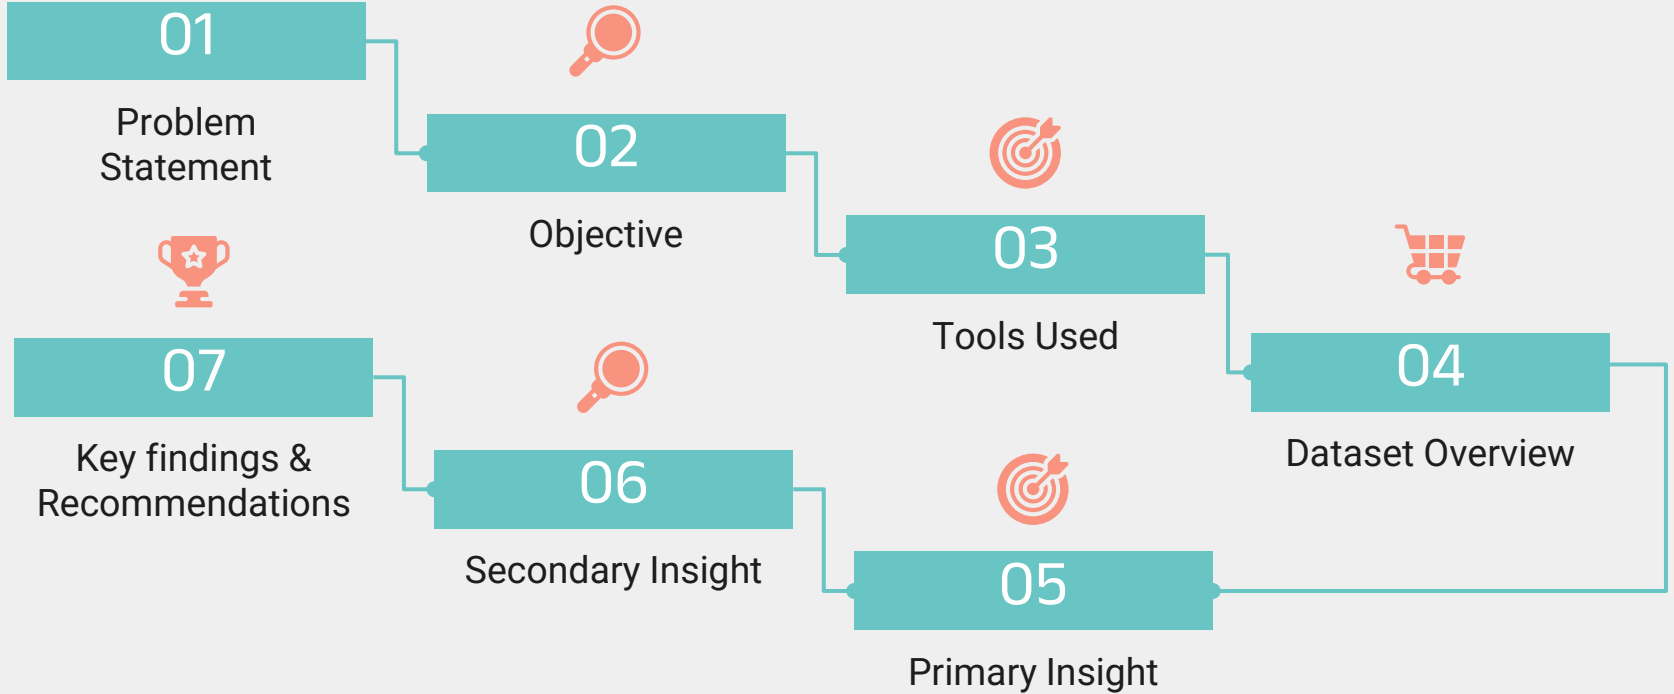 01
Problem
Statement
02
Objective
03
Tools Used
04
Dataset Overview
05
Primary Insight
06
Secondary Insight
07
Key findings &
Recommendations